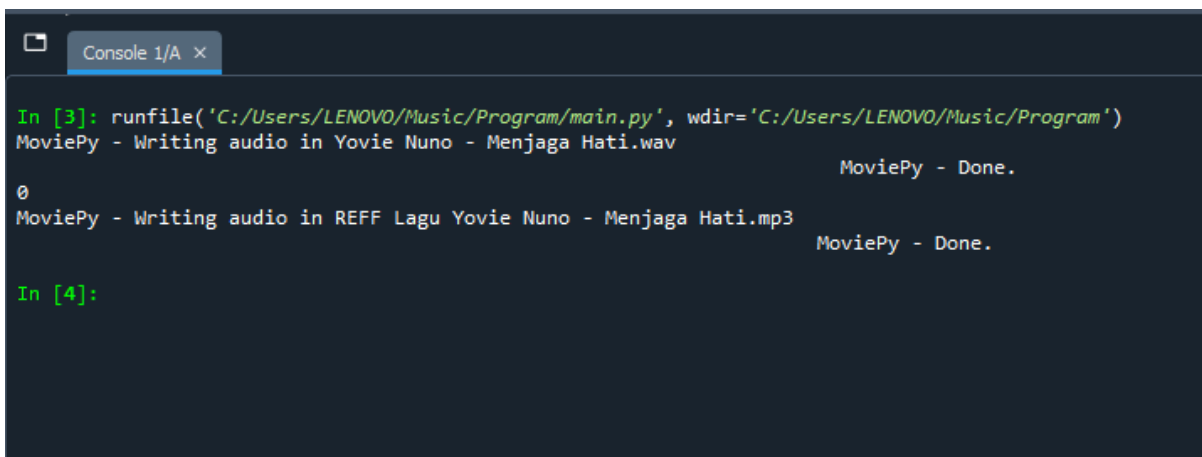 Console 1/A ×
In [3]: runfile('C:/Users/LENOVO/Music/Program/main.py', wdir='C:/Users/LENOVO/Music/Program')
MoviePy - Writing audio in Yovie Nuno - Menjaga Hati.wav
MoviePy - Done.
0
MoviePy - Writing audio in REFF Lagu Yovie Nuno - Menjaga Hati.mp3
MoviePy - Done.
In [4]: